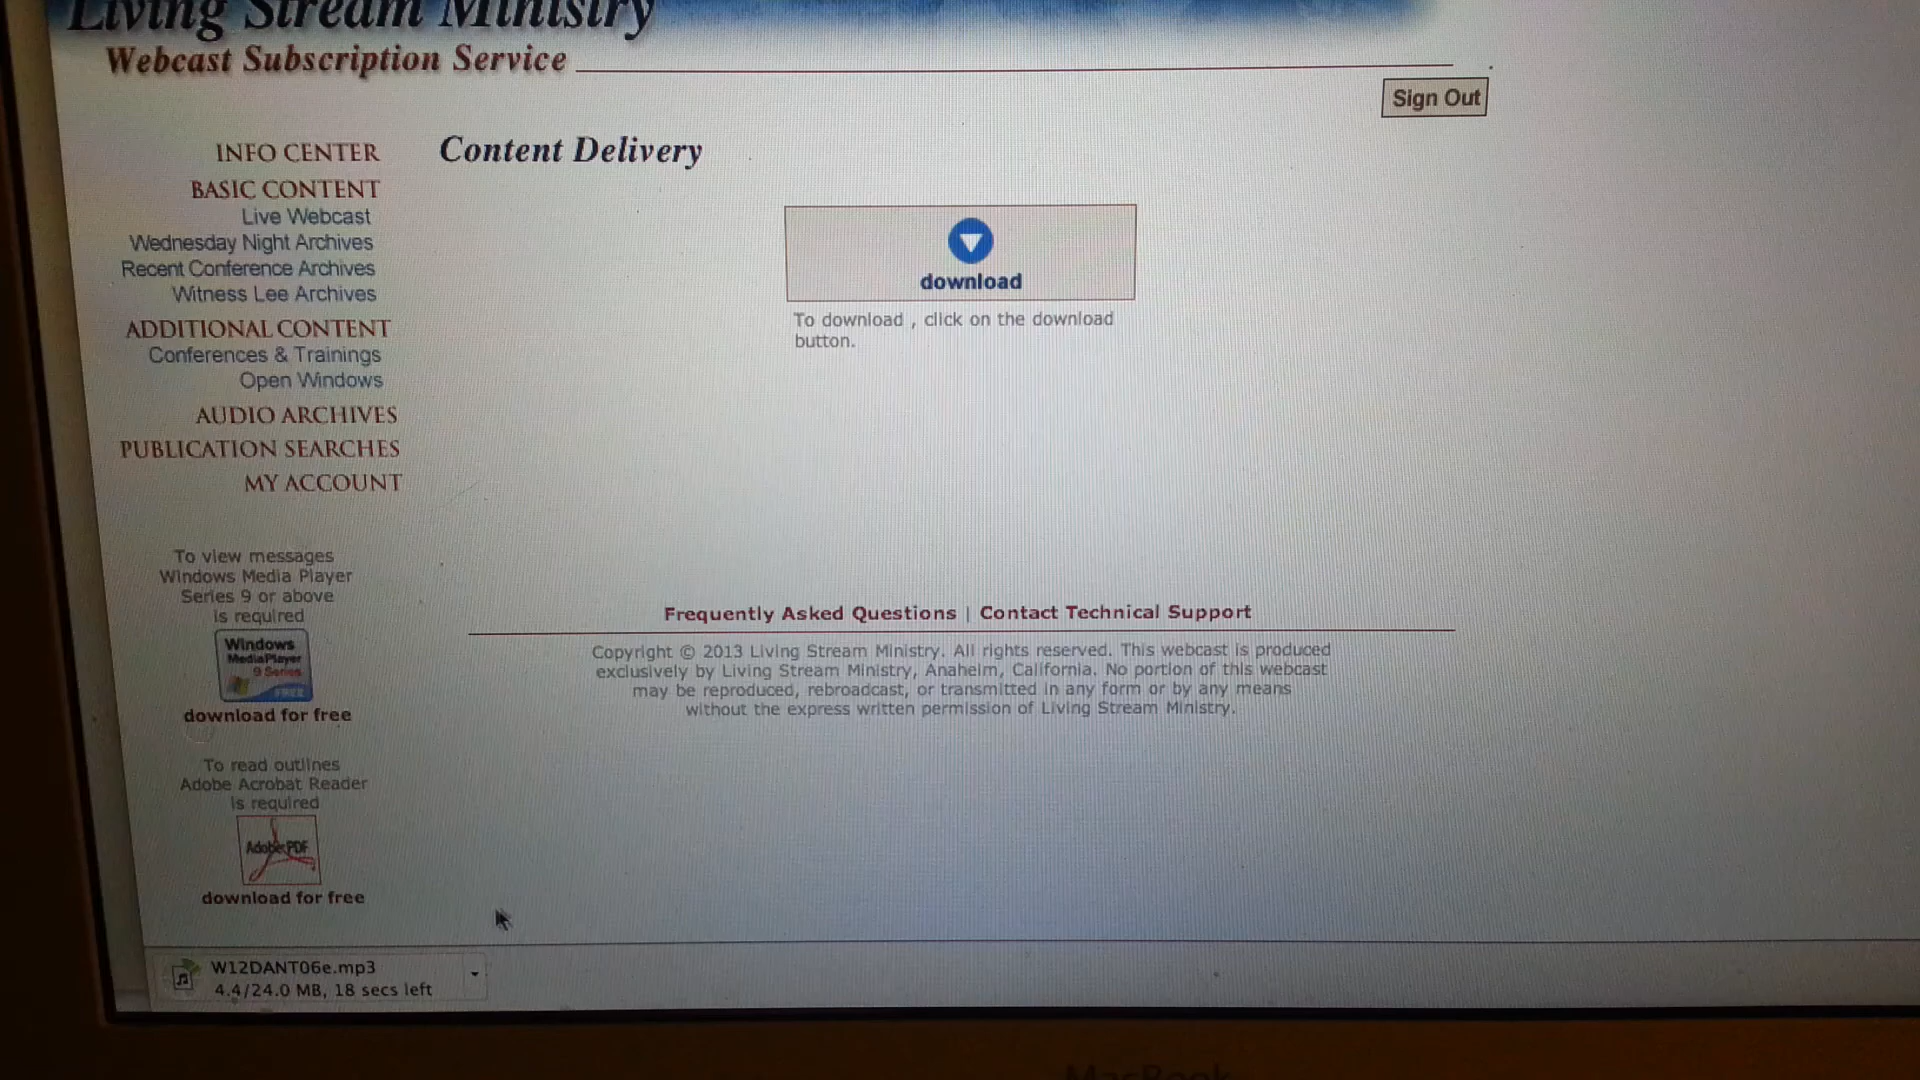 Living Stream Ministry
Webcast Subscription Service
Sign Out
INFO CENTER
BASIC CONTENT
Live Webcast
Wednesday Night Archives
Recent Conference Archives
Witness Lee Archives
ADDITIONAL CONTENT
Conferences & Trainings
Open Windows
AUDIO ARCHIVES
PUBLICATION SEARCHES
MY ACCOUNT
To view messages
Windows Media Player
Series 9 or above
is required
Windows
MediaPlayer
9 Series
FREE
download for free
To read outlines
Adobe Acrobat Reader
is required
Adobe PDF
download for free
Content Delivery
download
To download , click on the download
button.
Frequently Asked Questions | Contact Technical Support
Copyright © 2013 Living Stream Ministry. All rights reserved. This webcast is produced
exclusively by Living Stream Ministry, Anaheim, California. No portion of this webcast
may be reproduced, rebroadcast, or transmitted in any form or by any means
without the express written permission of Living Stream Ministry.
W12DANT06e.mp3
4.4/24.0 MB, 18 secs left
MacBook